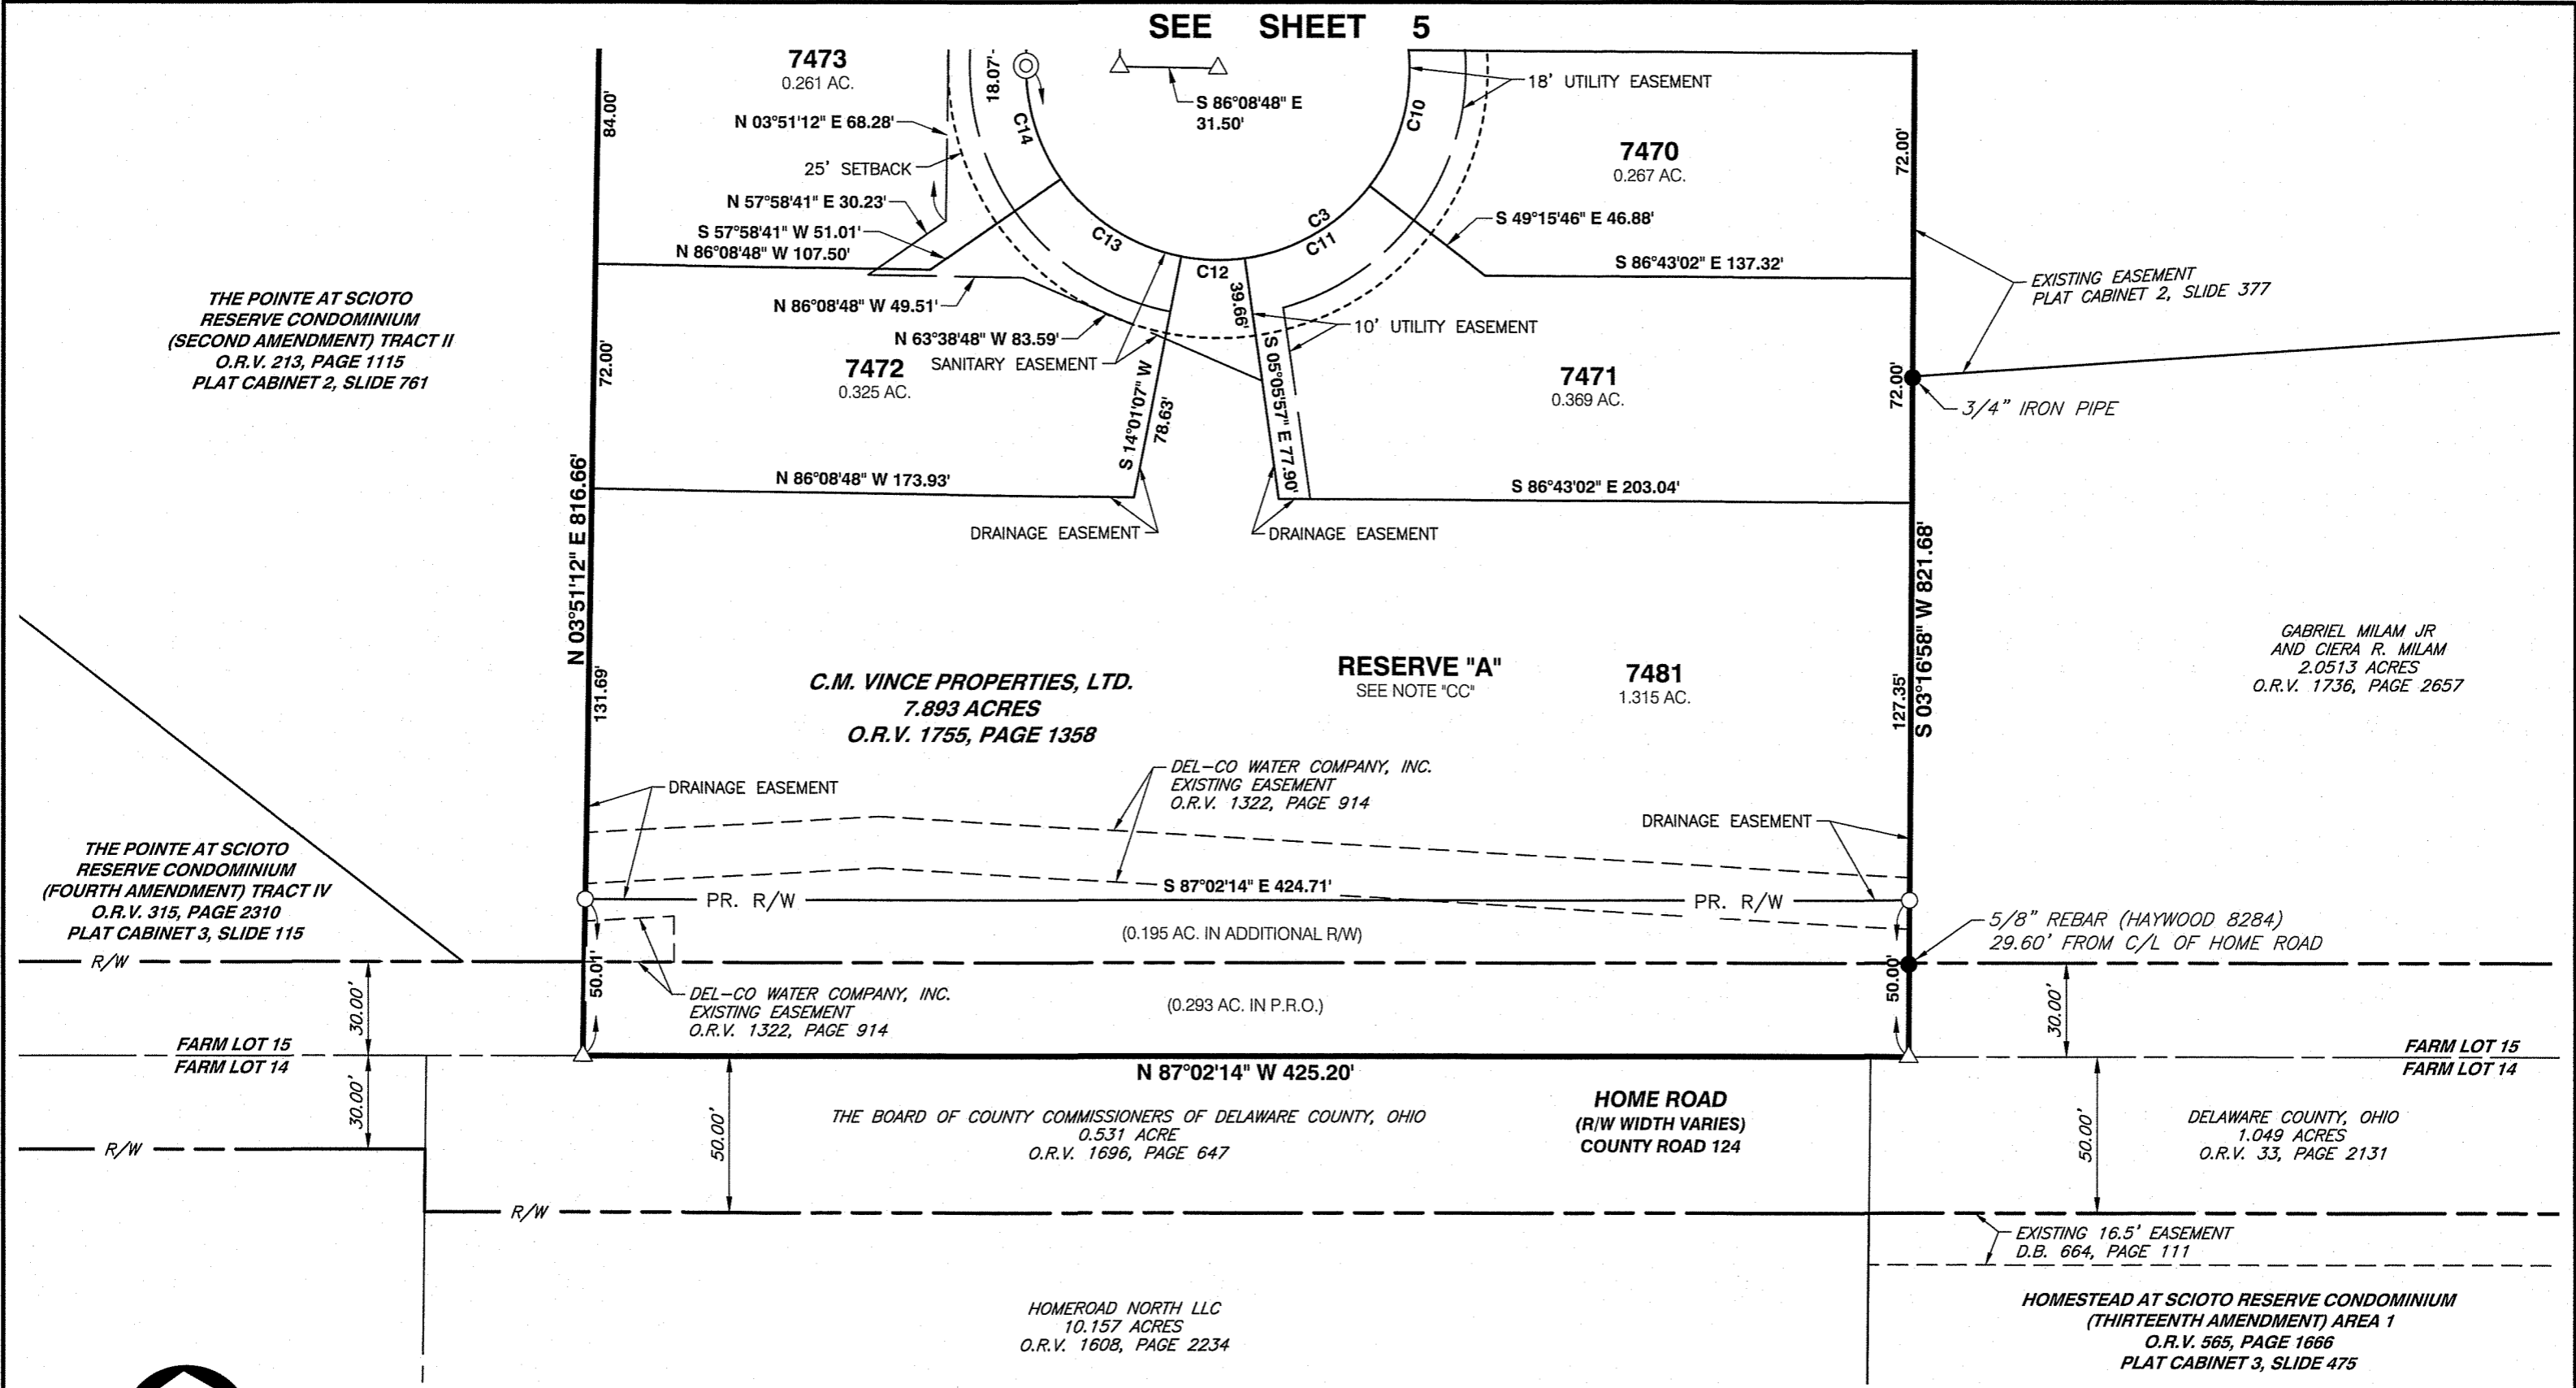 SEE SHEET 5
7473
0.261 AC.
84.00'
18.07'
C14
S 86°08'48" E
31.50'
C10
18' UTILITY EASEMENT
72.00'
N 03°51'12" E 68.28'
25' SETBACK
7470
0.267 AC.
N 57°58'41" E 30.23'
S 57°58'41" W 51.01'
N 86°08'48" W 107.50'
C13
C12
C3
C11
S 49°15'46" E 46.88'
S 86°43'02" E 137.32'
EXISTING EASEMENT
PLAT CABINET 2, SLIDE 377
THE POINTE AT SCIOTO
RESERVE CONDOMINIUM
(SECOND AMENDMENT) TRACT II
O.R.V. 213, PAGE 1115
PLAT CABINET 2, SLIDE 761
N 86°08'48" W 49.51'
N 63°38'48" W 83.59'
SANITARY EASEMENT
39.66'
10' UTILITY EASEMENT
72.00'
7472
0.325 AC.
S 14°01'07" W
78.63'
S 05°05'57" E 77.90'
7471
0.369 AC.
72.00'
3/4" IRON PIPE
N 86°08'48" W 173.93'
S 86°43'02" E 203.04'
DRAINAGE EASEMENT
DRAINAGE EASEMENT
N 03°51'12" E 816.66'
S 03°16'58" W 821.68'
131.69'
127.35'
C.M. VINCE PROPERTIES, LTD.
7.893 ACRES
O.R.V. 1755, PAGE 1358
RESERVE "A"
SEE NOTE "CC"
7481
1.315 AC.
GABRIEL MILAM JR
AND CIERA R. MILAM
2.0513 ACRES
O.R.V. 1736, PAGE 2657
DRAINAGE EASEMENT
DEL-CO WATER COMPANY, INC.
EXISTING EASEMENT
O.R.V. 1322, PAGE 914
DRAINAGE EASEMENT
THE POINTE AT SCIOTO
RESERVE CONDOMINIUM
(FOURTH AMENDMENT) TRACT IV
O.R.V. 315, PAGE 2310
PLAT CABINET 3, SLIDE 115
S 87°02'14" E 424.71'
PR. R/W
PR. R/W
(0.195 AC. IN ADDITIONAL R/W)
5/8" REBAR (HAYWOOD 8284)
29.60' FROM C/L OF HOME ROAD
R/W
50.01'
50.00'
30.00'
DEL-CO WATER COMPANY, INC.
EXISTING EASEMENT
O.R.V. 1322, PAGE 914
(0.293 AC. IN P.R.O.)
30.00'
FARM LOT 15
FARM LOT 14
FARM LOT 15
FARM LOT 14
N 87°02'14" W 425.20'
30.00'
50.00'
THE BOARD OF COUNTY COMMISSIONERS OF DELAWARE COUNTY, OHIO
0.531 ACRE
O.R.V. 1696, PAGE 647
HOME ROAD
(R/W WIDTH VARIES)
COUNTY ROAD 124
50.00'
DELAWARE COUNTY, OHIO
1.049 ACRES
O.R.V. 33, PAGE 2131
R/W
R/W
EXISTING 16.5' EASEMENT
D.B. 664, PAGE 111
HOMEROAD NORTH LLC
10.157 ACRES
O.R.V. 1608, PAGE 2234
HOMESTEAD AT SCIOTO RESERVE CONDOMINIUM
(THIRTEENTH AMENDMENT) AREA 1
O.R.V. 565, PAGE 1666
PLAT CABINET 3, SLIDE 475